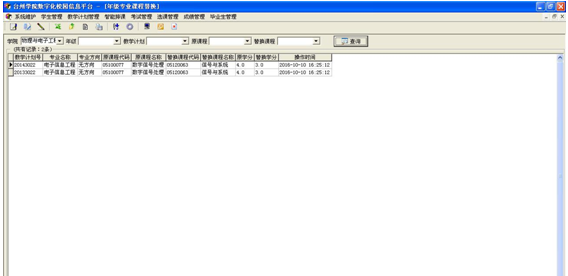 台州学院数字化校园信息平台 - [年级专业课程替换]
系统维护 学生管理 教学计划管理 智能排课 考试管理 选课管理 成绩管理 毕业生管理
学院 物理与电子工程 年级 教学计划 原课程 替换课程 查询
(共有记录:2条)
教学计划号 专业名称 专业方向 原课程代码 原课程名称 替换课程代码 替换课程名称 原学分 替换学分 操作时间
20143022 电子信息工程 无方向 05100077 数字信号处理 05120063 信号与系统 4.0 3.0 2016-10-10 16:25:12
20133022 电子信息工程 无方向 05100077 数字信号处理 05120063 信号与系统 4.0 3.0 2016-10-10 16:25:12